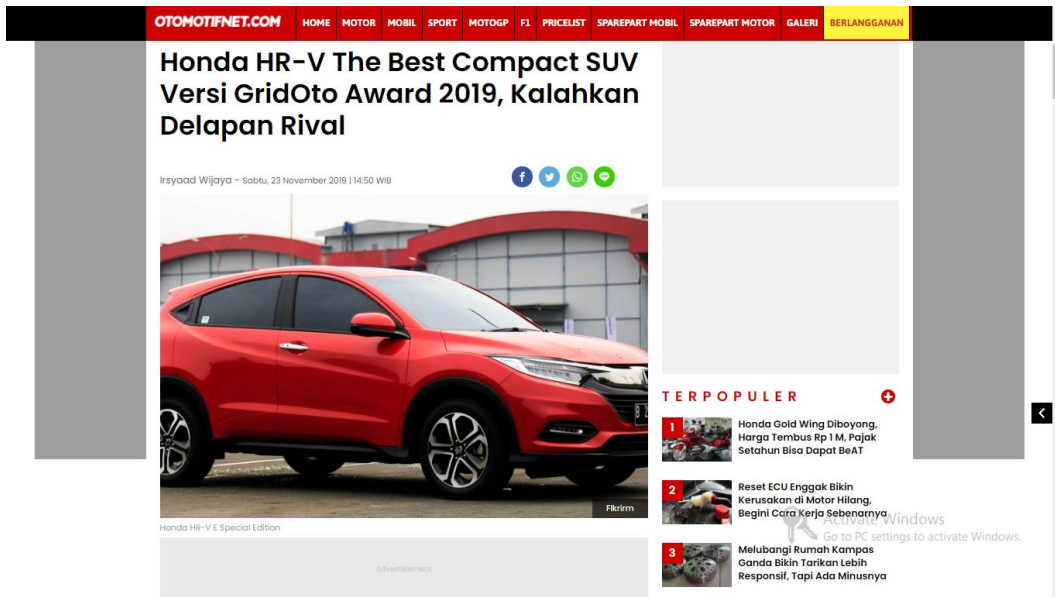 OTOMOTIFNET.COM HOME MOTOR MOBIL SPORT MOTOGP F1 PRICELIST SPAREPART MOBIL SPAREPART MOTOR GALERI BERLANGGANAN
Honda HR-V The Best Compact SUV
Versi GridOto Award 2019, Kalahkan
Delapan Rival
Irsyaad Wijaya - Sabtu, 23 November 2019 | 14:50 WIB
Fikrirm
Honda HR-V E Special Edition
Advertisement
TERPOPULER
1
Honda Gold Wing Diboyong,
Harga Tembus Rp 1 M, Pajak
Setahun Bisa Dapat BeAT
2
Reset ECU Enggak Bikin
Kerusakan di Motor Hilang,
Begini Cara Kerja Sebenarnya
3
Melubangi Rumah Kampas
Ganda Bikin Tarikan Lebih
Responsif, Tapi Ada Minusnya
Activate Windows
Go to PC settings to activate Windows.